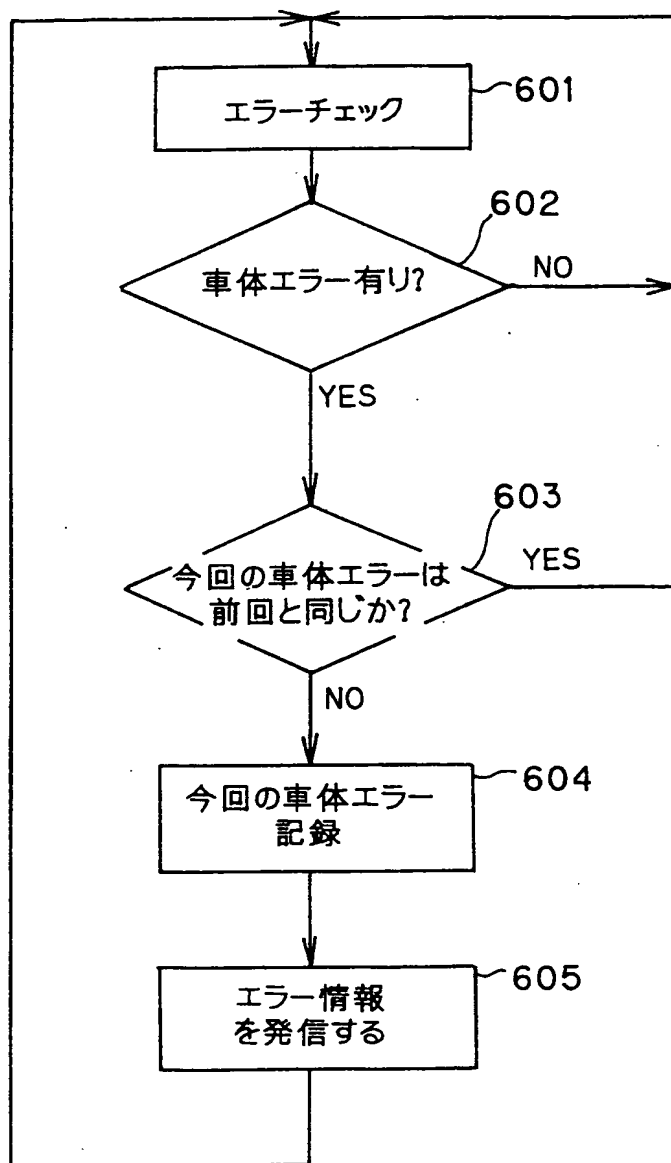 エラーチェック
601
602
車体エラー有り?
NO
YES
603
今回の車体エラーは
前回と同じか?
YES
NO
604
今回の車体エラー
記録
605
エラー情報
を発信する